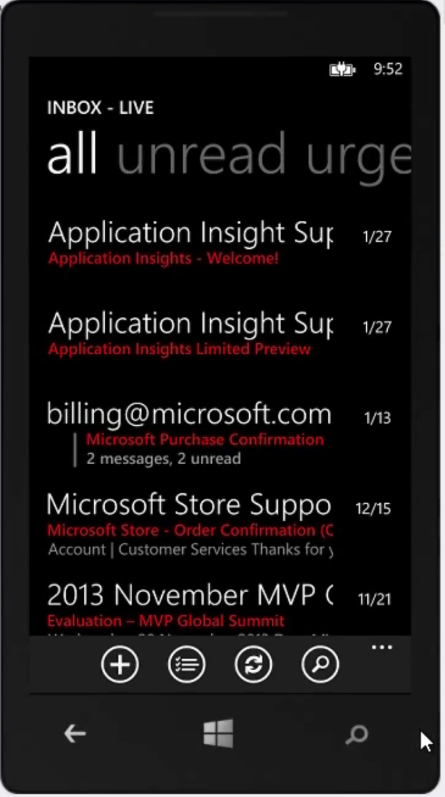 9:52
INBOX - LIVE
all unread urge
Application Insight Sup 1/27
Application Insights - Welcome!
Application Insight Sup 1/27
Application Insights Limited Preview
billing@microsoft.com 1/13
Microsoft Purchase Confirmation
2 messages, 2 unread
Microsoft Store Suppo 12/15
Microsoft Store - Order Confirmation (C
Account | Customer Services Thanks for y
2013 November MVP 11/21
Evaluation – MVP Global Summit